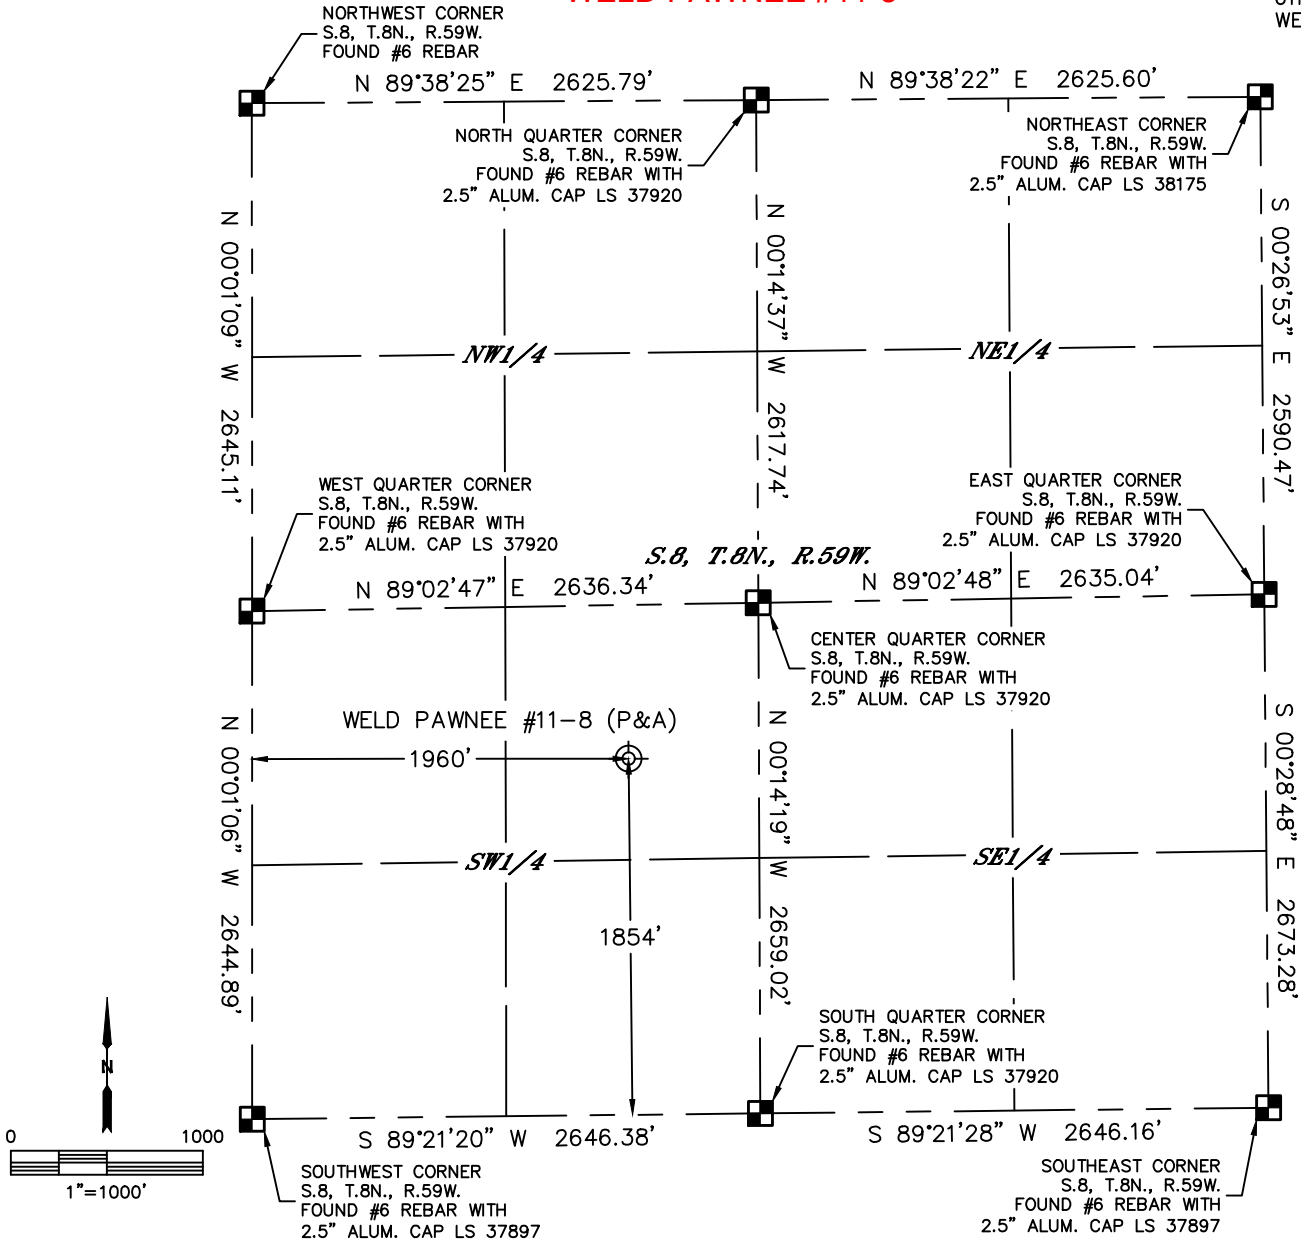 NORTHWEST CORNER
S.8, T.8N., R.59W.
FOUND #6 REBAR
WE
N 89°38'25" E 2625.79'
N 89°38'22" E 2625.60'
NORTH QUARTER CORNER
S.8, T.8N., R.59W.
FOUND #6 REBAR WITH
2.5" ALUM. CAP LS 37920
NORTHEAST CORNER
S.8, T.8N., R.59W.
FOUND #6 REBAR WITH
2.5" ALUM. CAP LS 38175
N 00°01'09" W 2645.11'
N 00°14'37" W 2617.74'
S 00°26'53" E 2590.47'
NW1/4
NE1/4
WEST QUARTER CORNER
S.8, T.8N., R.59W.
FOUND #6 REBAR WITH
2.5" ALUM. CAP LS 37920
EAST QUARTER CORNER
S.8, T.8N., R.59W.
FOUND #6 REBAR WITH
2.5" ALUM. CAP LS 37920
S.8, T.8N., R.59W.
N 89°02'47" E 2636.34'
N 89°02'48" E 2635.04'
CENTER QUARTER CORNER
S.8, T.8N., R.59W.
FOUND #6 REBAR WITH
2.5" ALUM. CAP LS 37920
WELD PAWNEE #11-8 (P&A)
1960'
N 00°01'06" W 2644.89'
N 00°14'19" W 2659.02'
S 00°28'48" E 2673.28'
SW1/4
SE1/4
1854'
SOUTH QUARTER CORNER
S.8, T.8N., R.59W.
FOUND #6 REBAR WITH
2.5" ALUM. CAP LS 37920
N
0 1000
1"=1000'
S 89°21'20" W 2646.38'
S 89°21'28" W 2646.16'
SOUTHWEST CORNER
S.8, T.8N., R.59W.
FOUND #6 REBAR WITH
2.5" ALUM. CAP LS 37897
SOUTHEAST CORNER
S.8, T.8N., R.59W.
FOUND #6 REBAR WITH
2.5" ALUM. CAP LS 37897